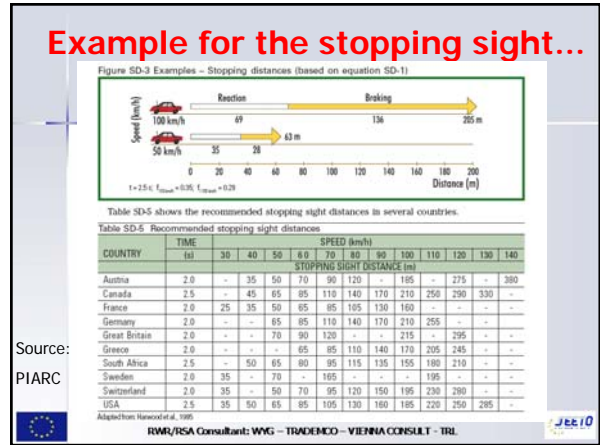 Example for the stopping sight...
Figure SD-3 Examples – Stopping distances (based on equation SD-1)
Speed (km/h)
Reaction Braking
100 km/h 69 136 205 m
63 m
50 km/h 35 28
0 20 40 60 80 100 120 140 160 180 200
Distance (m)
t = 2.5 s;
Table SD-5 shows the recommended stopping sight distances in several countries.
Table SD-5 Recommended stopping sight distances
COUNTRY TIME (s) SPEED (km/h)
30 40 50 60 70 80 90 100 110 120 130 140
STOPPING SIGHT DISTANCE (m)
Austria 2.0 - 35 50 70 90 120 - 185 - 275 - 380
Canada 2.5 - 45 65 85 110 140 170 210 250 290 330 -
France 2.0 25 35 50 65 85 105 130 160 - - - -
Germany 2.0 - - 65 85 110 140 170 210 255 - - -
Great Britain 2.0 - - 70 90 120 - - 215 - 295 - -
Greece 2.0 - - - 65 85 110 140 170 205 245 - -
South Africa 2.5 - 50 65 80 95 115 135 155 180 210 - -
Sweden 2.0 35 - 70 - 165 - - - 195 - - -
Switzerland 2.0 35 - 50 70 95 120 150 195 230 280 - -
USA 2.5 35 50 65 85 105 130 160 185 220 250 285 -
Adapted from: Harwood et al., 1995
Source:
PIARC
RWR/RSA Consultant: WYG – TRADEMCO – VIENNA CONSULT - TRL